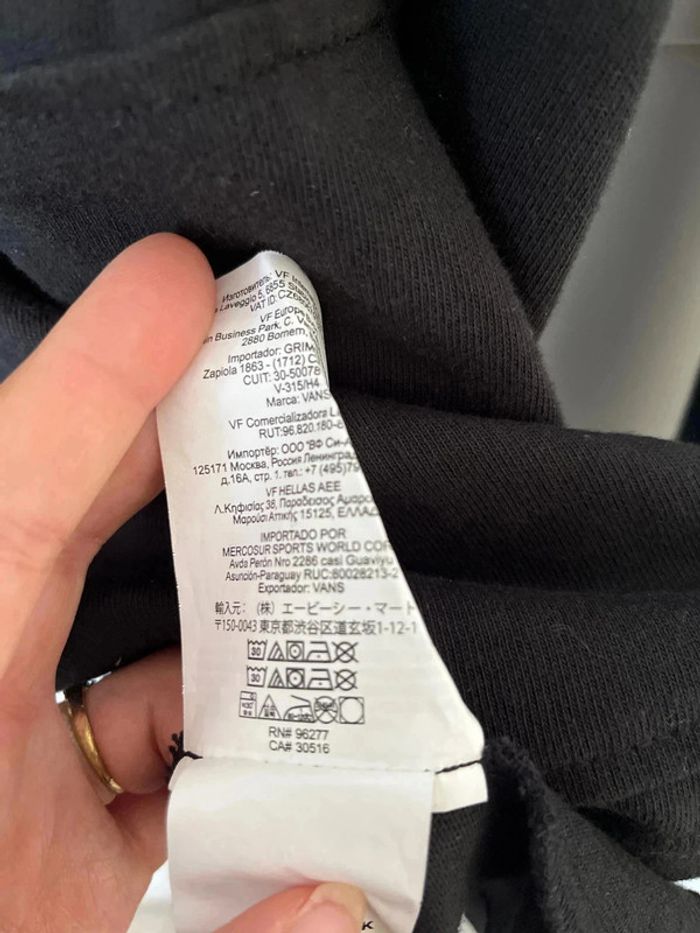 Изготовитель: VF
Laveggio 5, 6855
VAT ID:
VF Europe
Business Park, C.
2880 Bornem,
Importador: GRIM
Zapiola 1863 - (1712) C
CUIT: 30-50078
V-315/H4
Marca: VANS
VF Comercializadora
RUT:96.820.180-
Импортёр: ООО "ВФ Си-
125171 Москва, Россия Ленингра
д.16А, стр. 1. тел.: +7 (495)79
VF HELLAS AEE
Λ.Κηφισίας 38, Παράδεισος Αμαρο
Μαρούσι Αττικής 15125, ΕΛΛΑΔ
IMPORTADO POR
MERCOSUR SPORTS WORLD COR
Avda Perón Nro 2286 casi Guaviyu
Asunción-Paraguay RUC:80028213-2
Exportador: VANS
輸入元: (株) エービーシー・マート
〒150-0043 東京都渋谷区道玄坂1-12-1
30
30
RN# 96277
CA# 30516
K